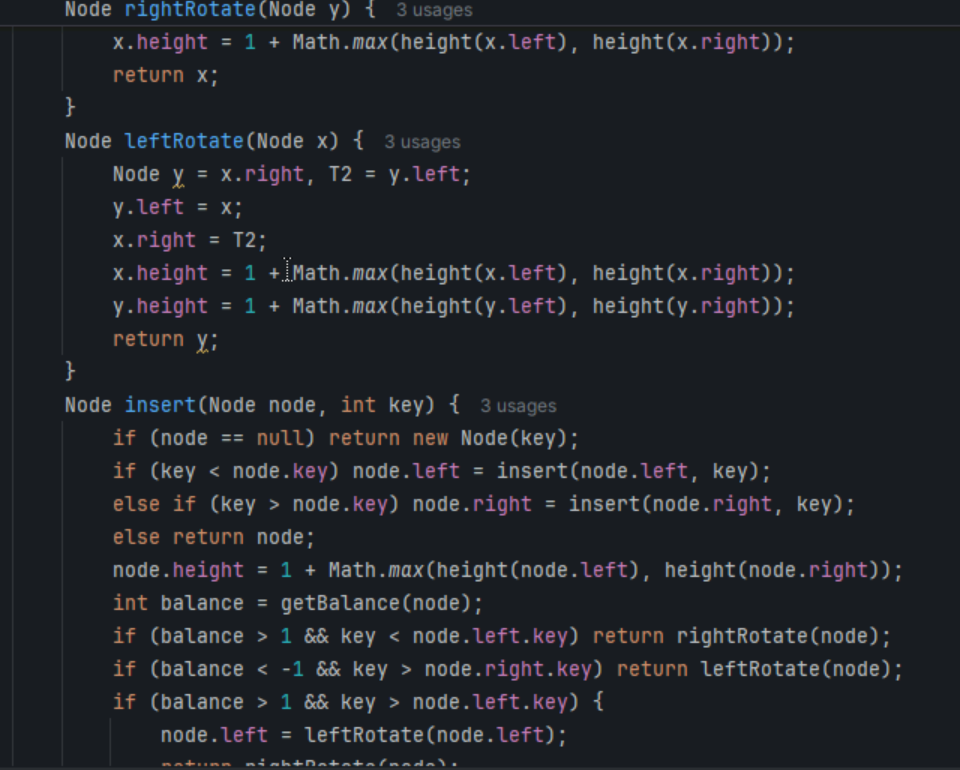 Node rightRotate(Node y) { 3 usages
x.height = 1 + Math.max(height(x.left), height(x.right));
return x;
}
Node leftRotate(Node x) { 3 usages
Node y = x.right, T2 = y.left;
y.left = x;
x.right = T2;
x.height = 1 + Math.max(height(x.left), height(x.right));
y.height = 1 + Math.max(height(y.left), height(y.right));
return y;
}
Node insert(Node node, int key) { 3 usages
if (node == null) return new Node(key);
if (key < node.key) node.left = insert(node.left, key);
else if (key > node.key) node.right = insert(node.right, key);
else return node;
node.height = 1 + Math.max(height(node.left), height(node.right));
int balance = getBalance(node);
if (balance > 1 && key < node.left.key) return rightRotate(node);
if (balance < -1 && key > node.right.key) return leftRotate(node);
if (balance > 1 && key > node.left.key) {
node.left = leftRotate(node.left);
return rightRotate(node);